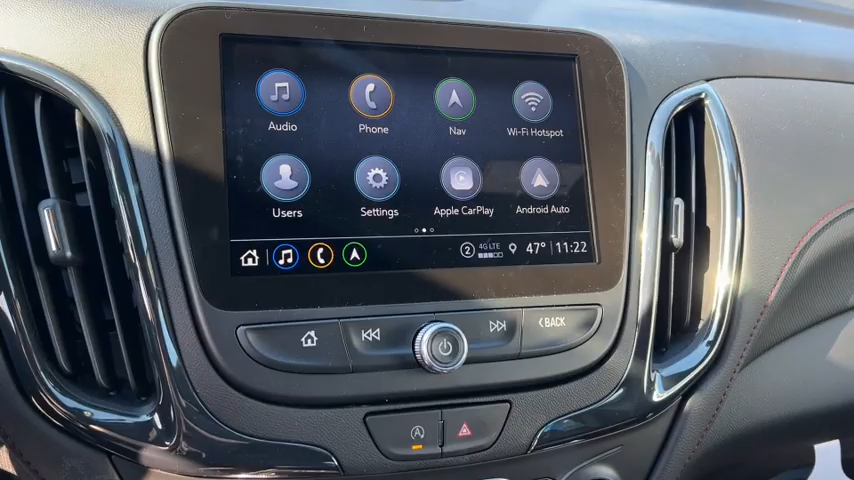 Audio
Phone
Nav
Wi-Fi Hotspot
Users
Settings
Apple CarPlay
Android Auto
2
4G LTE
47°
11:22
BACK
A